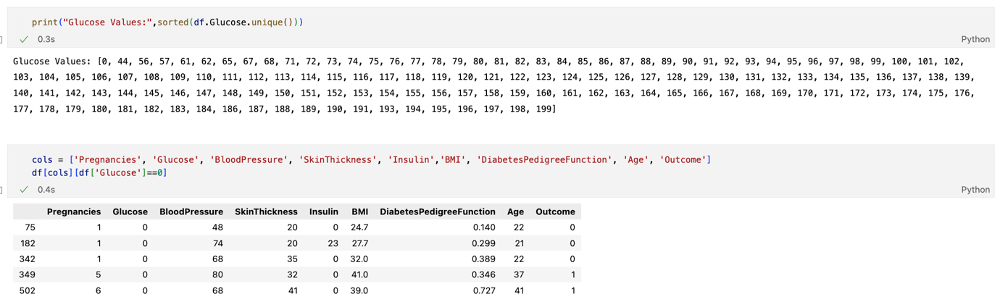 print("Glucose Values:",sorted(df.Glucose.unique()))
0.3s
Python
Glucose Values: [0, 44, 56, 57, 61, 62, 65, 67, 68, 71, 72, 73, 74, 75, 76, 77, 78, 79, 80, 81, 82, 83, 84, 85, 86, 87, 88, 89, 90, 91, 92, 93, 94, 95, 96, 97, 98, 99, 100, 101, 102,
103, 104, 105, 106, 107, 108, 109, 110, 111, 112, 113, 114, 115, 116, 117, 118, 119, 120, 121, 122, 123, 124, 125, 126, 127, 128, 129, 130, 131, 132, 133, 134, 135, 136, 137, 138, 139,
140, 141, 142, 143, 144, 145, 146, 147, 148, 149, 150, 151, 152, 153, 154, 155, 156, 157, 158, 159, 160, 161, 162, 163, 164, 165, 166, 167, 168, 169, 170, 171, 172, 173, 174, 175, 176,
177, 178, 179, 180, 181, 182, 183, 184, 186, 187, 188, 189, 190, 191, 193, 194, 195, 196, 197, 198, 199]
cols = ['Pregnancies', 'Glucose', 'BloodPressure', 'SkinThickness', 'Insulin','BMI', 'DiabetesPedigreeFunction', 'Age', 'Outcome']
df[cols][df['Glucose']==0]
0.4s
Python
Pregnancies Glucose BloodPressure SkinThickness Insulin BMI DiabetesPedigreeFunction Age Outcome
75 1 0 48 20 0 24.7 0.140 22 0
182 1 0 74 20 23 27.7 0.299 21 0
342 1 0 68 35 0 32.0 0.389 22 0
349 5 0 80 32 0 41.0 0.346 37 1
502 6 0 68 41 0 39.0 0.727 41 1